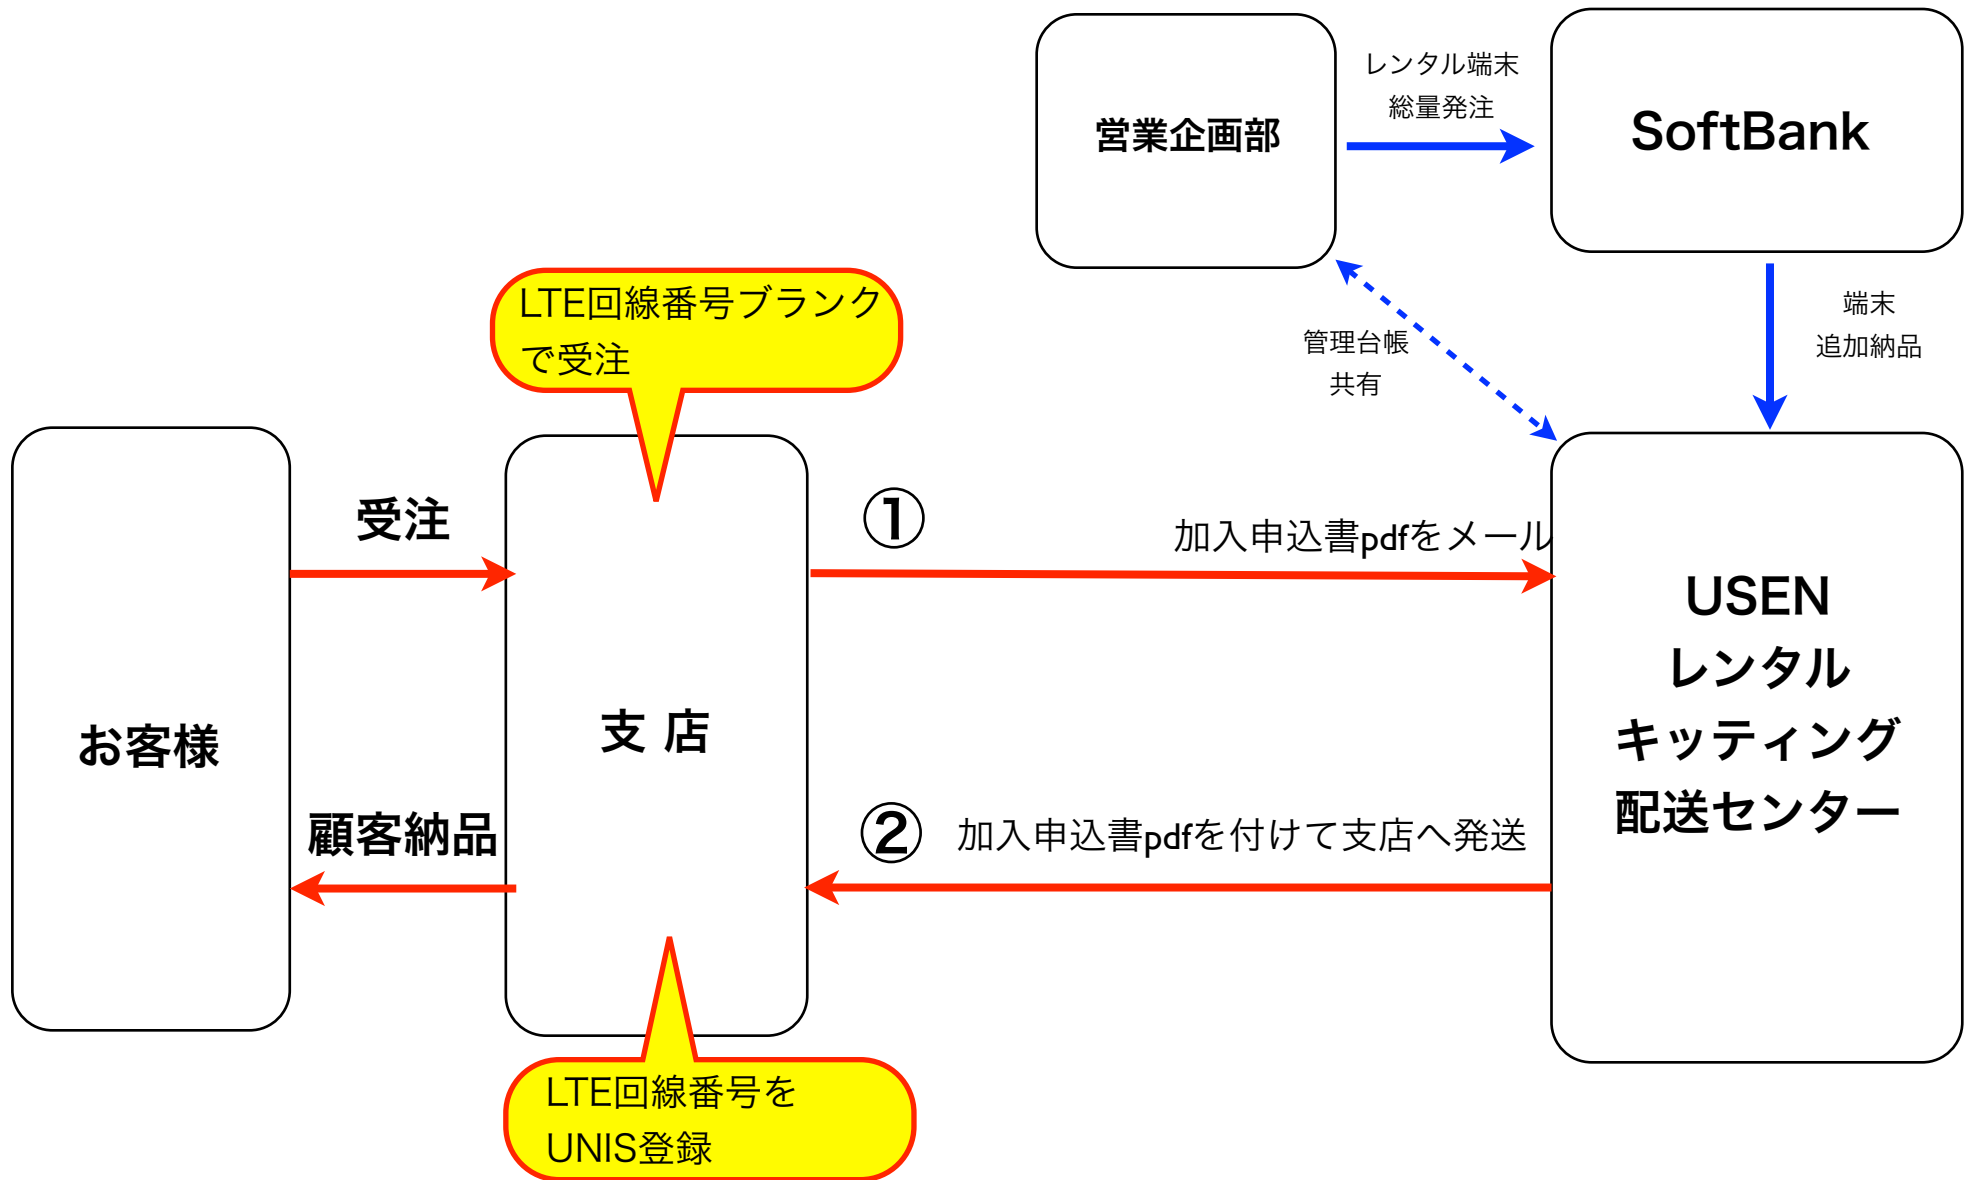 レンタル端末
総量発注
営業企画部
SoftBank
LTE回線番号ブランク
で受注
管理台帳
共有
端末
追加納品
受注
①
加入申込書pdfをメール
お客様
支 店
USEN
レンタル
キッティング
配送センター
顧客納品
②
加入申込書pdfを付けて支店へ発送
LTE回線番号を
UNIS登録